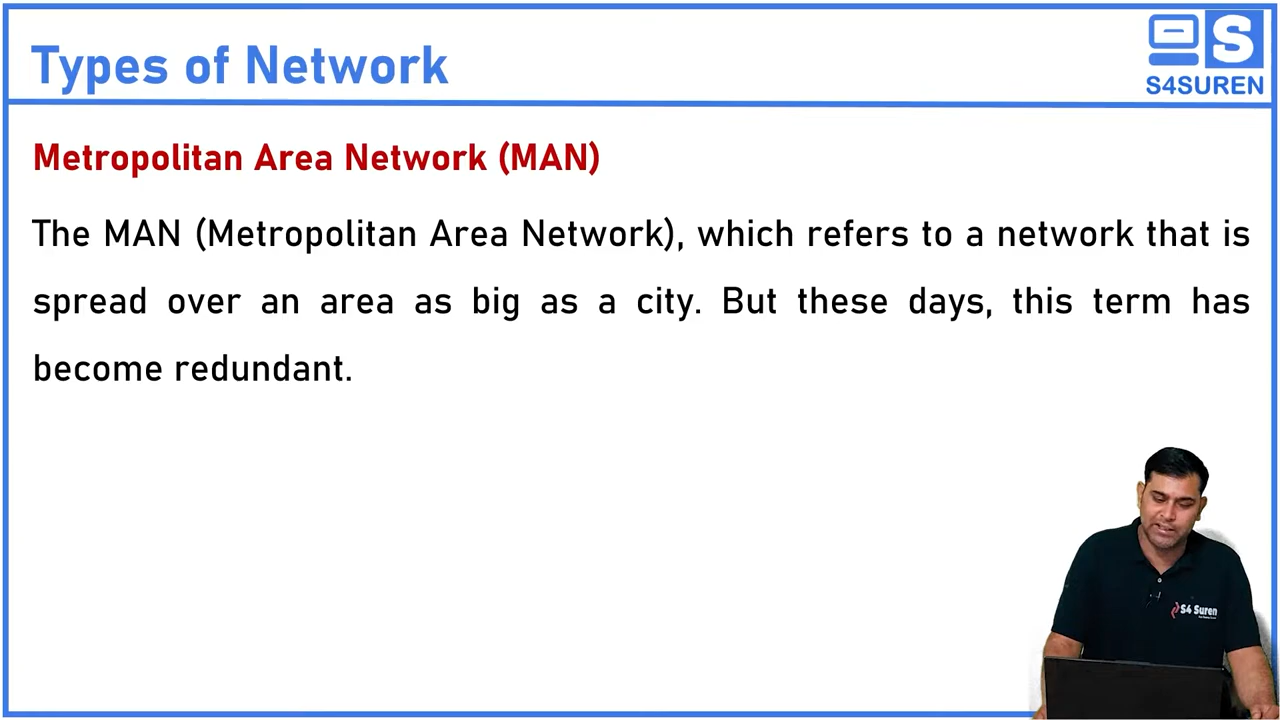 Types of Network
S
S4SUREN
Metropolitan Area Network (MAN)
The MAN (Metropolitan Area Network), which refers to a network that is
spread over an area as big as a city. But these days, this term has
become redundant.
S4 Suren